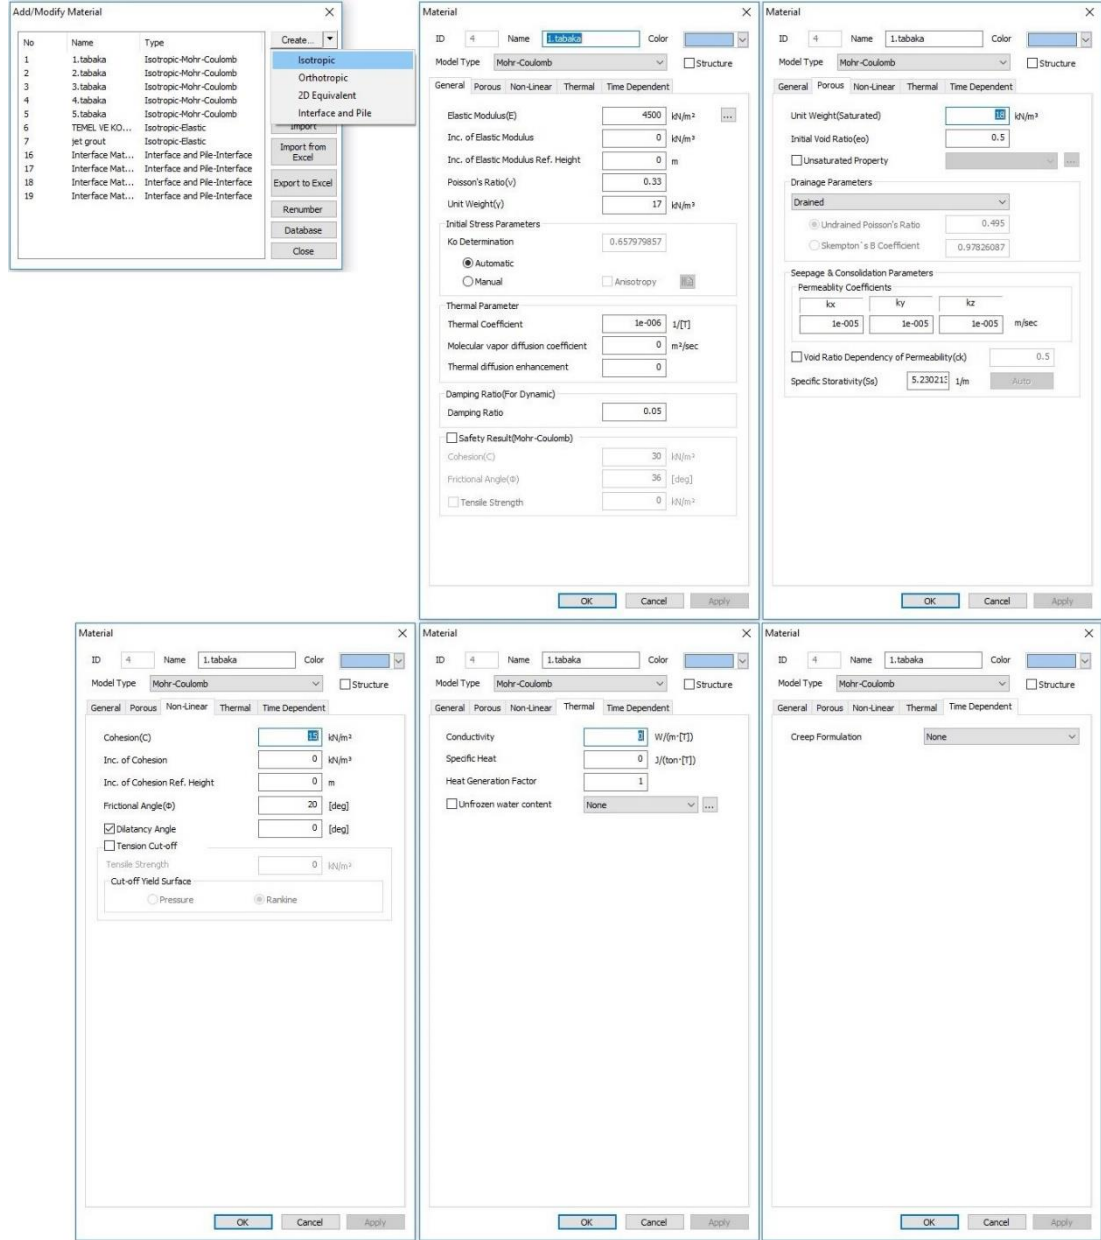 Add/Modify Material
No Name Type
1 1.tabaka Isotropic-Mohr-Coulomb
2 2.tabaka Isotropic-Mohr-Coulomb
3 3.tabaka Isotropic-Mohr-Coulomb
4 4.tabaka Isotropic-Mohr-Coulomb
5 5.tabaka Isotropic-Mohr-Coulomb
6 TEMEL VE KO... Isotropic-Elastic
7 jet grout Isotropic-Elastic
16 Interface Mat... Interface and Pile-Interface
17 Interface Mat... Interface and Pile-Interface
18 Interface Mat... Interface and Pile-Interface
19 Interface Mat... Interface and Pile-Interface
Create...
Isotropic
Orthotropic
2D Equivalent
Interface and Pile
Import
Import from
Excel
Export to Excel
Renumber
Database
Close
Material
ID 4 Name 1.tabaka Color
Model Type Mohr-Coulomb Structure
General Porous Non-Linear Thermal Time Dependent
Elastic Modulus(E) 4500 kN/m² ...
Inc. of Elastic Modulus 0 kN/m³
Inc. of Elastic Modulus Ref. Height 0 m
Poisson's Ratio(ν) 0.33
Unit Weight(γ) 17 kN/m³
Initial Stress Parameters
Ko Determination 0.657979857
Automatic
Manual Anisotropy
Thermal Parameter
Thermal Coefficient 1e-006 1/[T]
Molecular vapor diffusion coefficient 0 m²/sec
Thermal diffusion enhancement 0
Damping Ratio(For Dynamic)
Damping Ratio 0.05
Safety Result(Mohr-Coulomb)
Cohesion(C) 30 kN/m²
Frictional Angle(Φ) 36 [deg]
Tensile Strength 0 kN/m²
OK Cancel Apply
Material
ID 4 Name 1.tabaka Color
Model Type Mohr-Coulomb Structure
General Porous Non-Linear Thermal Time Dependent
Unit Weight(Saturated) 18 kN/m³
Initial Void Ratio(eo) 0.5
Unsaturated Property ...
Drainage Parameters
Drained
Undrained Poisson's Ratio 0.495
Skempton´s B Coefficient 0.97826087
Seepage & Consolidation Parameters
Permeablity Coefficients
kx ky kz
1e-005 1e-005 1e-005 m/sec
Void Ratio Dependency of Permeability(ck) 0.5
Specific Storativity(Ss) 5.230213 1/m Auto
OK Cancel Apply
Material
ID 4 Name 1.tabaka Color
Model Type Mohr-Coulomb Structure
General Porous Non-Linear Thermal Time Dependent
Cohesion(C) 15 kN/m²
Inc. of Cohesion 0 kN/m³
Inc. of Cohesion Ref. Height 0 m
Frictional Angle(Φ) 20 [deg]
Dilatancy Angle 0 [deg]
Tension Cut-off
Tensile Strength 0 kN/m²
Cut-off Yield Surface
Pressure Rankine
OK Cancel Apply
Material
ID 4 Name 1.tabaka Color
Model Type Mohr-Coulomb Structure
General Porous Non-Linear Thermal Time Dependent
Conductivity 0 W/(m·[T])
Specific Heat 0 J/(ton·[T])
Heat Generation Factor 1
Unfrozen water content None ...
OK Cancel Apply
Material
ID 4 Name 1.tabaka Color
Model Type Mohr-Coulomb Structure
General Porous Non-Linear Thermal Time Dependent
Creep Formulation None
OK Cancel Apply